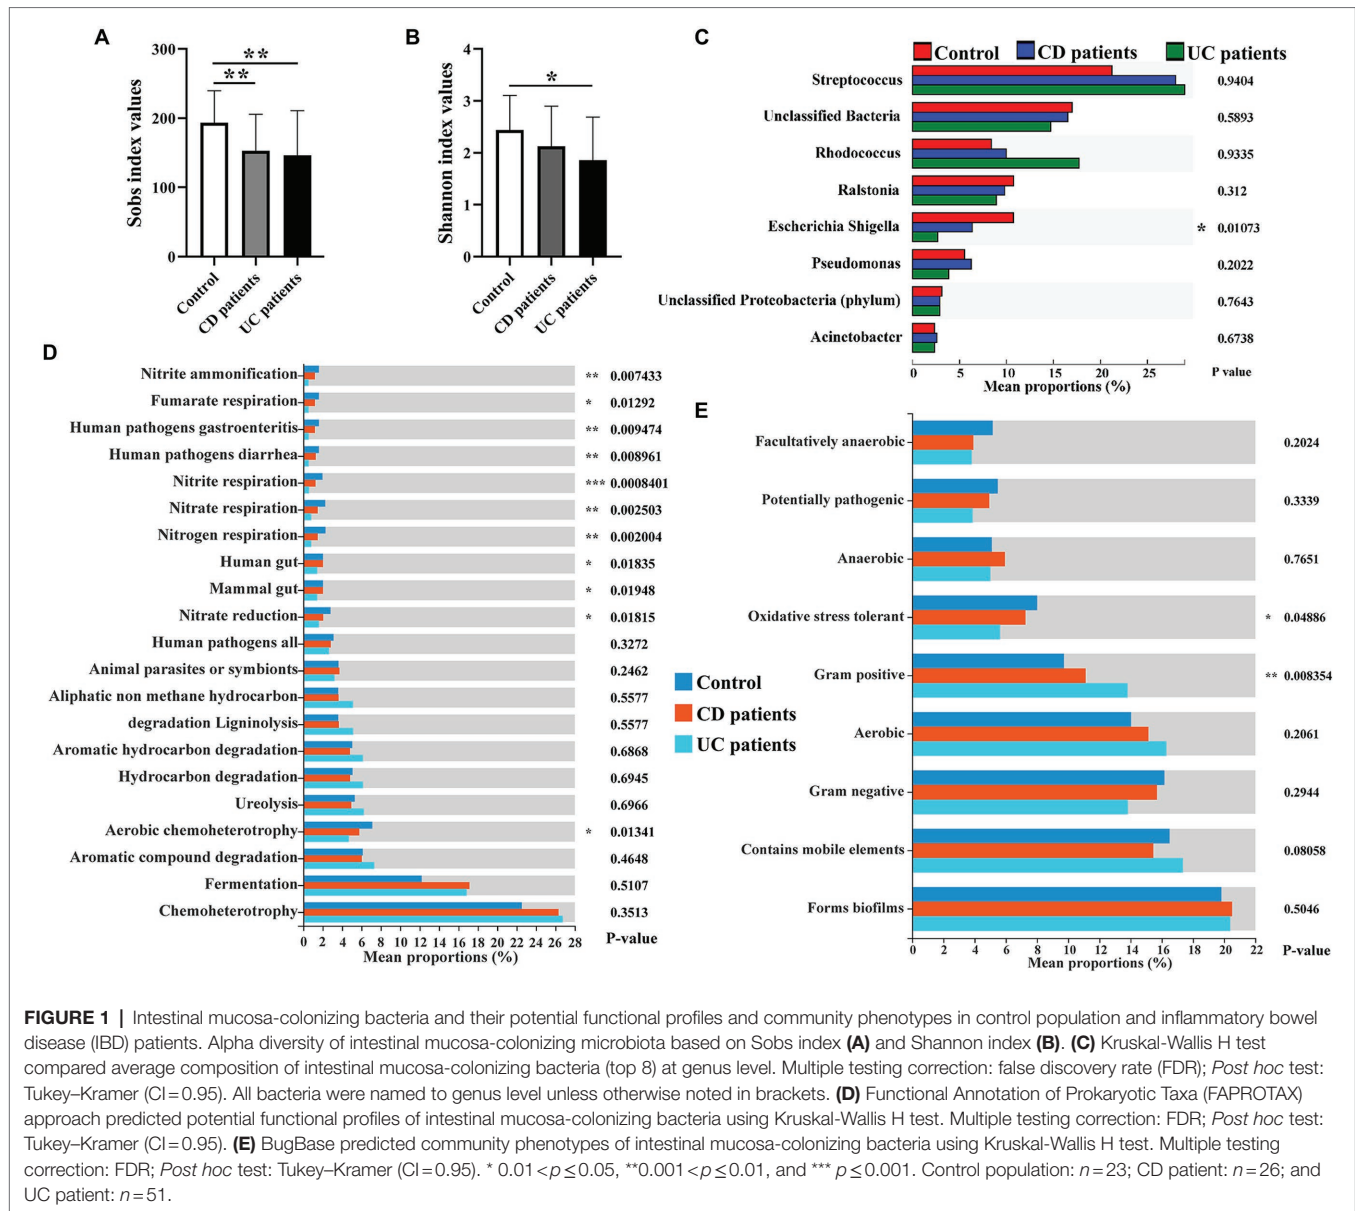 A
300
200
100
0
Sobs index values
**
**
Control
CD patients
UC patients
B
4
3
2
1
0
Shannon index values
*
Control
CD patients
UC patients
C
Control CD patients UC patients
Streptococcus 0.9404
Unclassified Bacteria 0.5893
Rhodococcus 0.9335
Ralstonia 0.312
Escherichia Shigella * 0.01073
Pseudomonas 0.2022
Unclassified Proteobacteria (phylum) 0.7643
Acinetobacter 0.6738
0 5 10 15 20 25 P value
Mean proportions (%)
D
Nitrite ammonification ** 0.007433
Fumarate respiration * 0.01292
Human pathogens gastroenteritis ** 0.009474
Human pathogens diarrhea ** 0.008961
Nitrite respiration *** 0.0008401
Nitrate respiration ** 0.002503
Nitrogen respiration ** 0.002004
Human gut * 0.01835
Mammal gut * 0.01948
Nitrate reduction * 0.01815
Human pathogens all 0.3272
Animal parasites or symbionts 0.2462
Aliphatic non methane hydrocarbon 0.5577
degradation Ligninolysis 0.5577
Aromatic hydrocarbon degradation 0.6868
Hydrocarbon degradation 0.6945
Ureolysis 0.6966
Aerobic chemoheterotrophy * 0.01341
Aromatic compound degradation 0.4648
Fermentation 0.5107
Chemoheterotrophy 0.3513
0 2 4 6 8 10 12 14 16 18 20 22 24 26 28 P-value
Mean proportions (%)
Control
CD patients
UC patients
E
Facultatively anaerobic 0.2024
Potentially pathogenic 0.3339
Anaerobic 0.7651
Oxidative stress tolerant * 0.04886
Gram positive ** 0.008354
Aerobic 0.2061
Gram negative 0.2944
Contains mobile elements 0.08058
Forms biofilms 0.5046
0 2 4 6 8 10 12 14 16 18 20 22 P-value
Mean proportions (%)
FIGURE 1 | Intestinal mucosa-colonizing bacteria and their potential functional profiles and community phenotypes in control population and inflammatory bowel
disease (IBD) patients. Alpha diversity of intestinal mucosa-colonizing microbiota based on Sobs index (A) and Shannon index (B). (C) Kruskal-Wallis H test
compared average composition of intestinal mucosa-colonizing bacteria (top 8) at genus level. Multiple testing correction: false discovery rate (FDR); Post hoc test:
Tukey–Kramer (CI=0.95). All bacteria were named to genus level unless otherwise noted in brackets. (D) Functional Annotation of Prokaryotic Taxa (FAPROTAX)
approach predicted potential functional profiles of intestinal mucosa-colonizing bacteria using Kruskal-Wallis H test. Multiple testing correction: FDR; Post hoc test:
Tukey–Kramer (CI=0.95). (E) BugBase predicted community phenotypes of intestinal mucosa-colonizing bacteria using Kruskal-Wallis H test. Multiple testing
correction: FDR; Post hoc test: Tukey–Kramer (CI=0.95). * 0.01<p≤0.05, **0.001<p≤0.01, and *** p≤0.001. Control population: n=23; CD patient: n=26; and
UC patient: n=51.